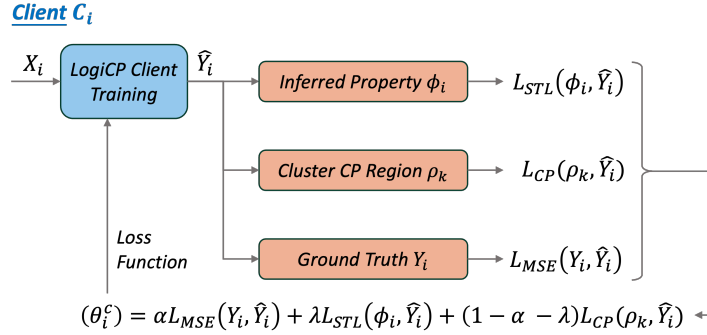 Client C_i
X_i
LogiCP Client
Training
Ŷ_i
Inferred Property ϕ_i
L_STL(ϕ_i, Ŷ_i)
Cluster CP Region ρ_k
L_CP(ρ_k, Ŷ_i)
Ground Truth Y_i
L_MSE(Y_i, Ŷ_i)
Loss
Function
(θ_i^c) = αL_MSE(Y_i, Ŷ_i) + λL_STL(ϕ_i, Ŷ_i) + (1 - α - λ)L_CP(ρ_k, Ŷ_i)